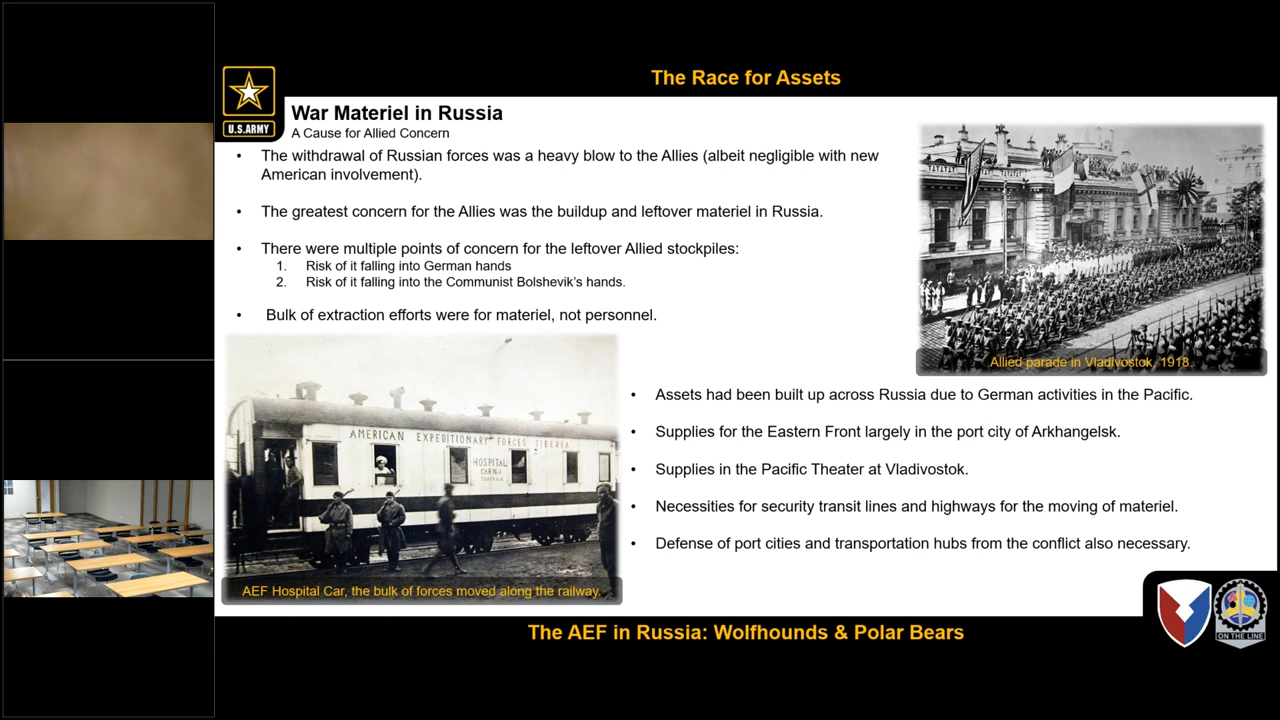 The Race for Assets
U.S.ARMY
War Materiel in Russia
A Cause for Allied Concern
• The withdrawal of Russian forces was a heavy blow to the Allies (albeit negligible with new
American involvement).
• The greatest concern for the Allies was the buildup and leftover materiel in Russia.
• There were multiple points of concern for the leftover Allied stockpiles:
1. Risk of it falling into German hands
2. Risk of it falling into the Communist Bolshevik's hands.
• Bulk of extraction efforts were for materiel, not personnel.
Allied parade in Vladivostok, 1918.
AMERICAN EXPEDITIONARY FORCES SIBERIA
HOSPITAL
CAR No 1
AEF Hospital Car, the bulk of forces moved along the railway.
• Assets had been built up across Russia due to German activities in the Pacific.
• Supplies for the Eastern Front largely in the port city of Arkhangelsk.
• Supplies in the Pacific Theater at Vladivostok.
• Necessities for security transit lines and highways for the moving of materiel.
• Defense of port cities and transportation hubs from the conflict also necessary.
ON THE LINE
The AEF in Russia: Wolfhounds & Polar Bears